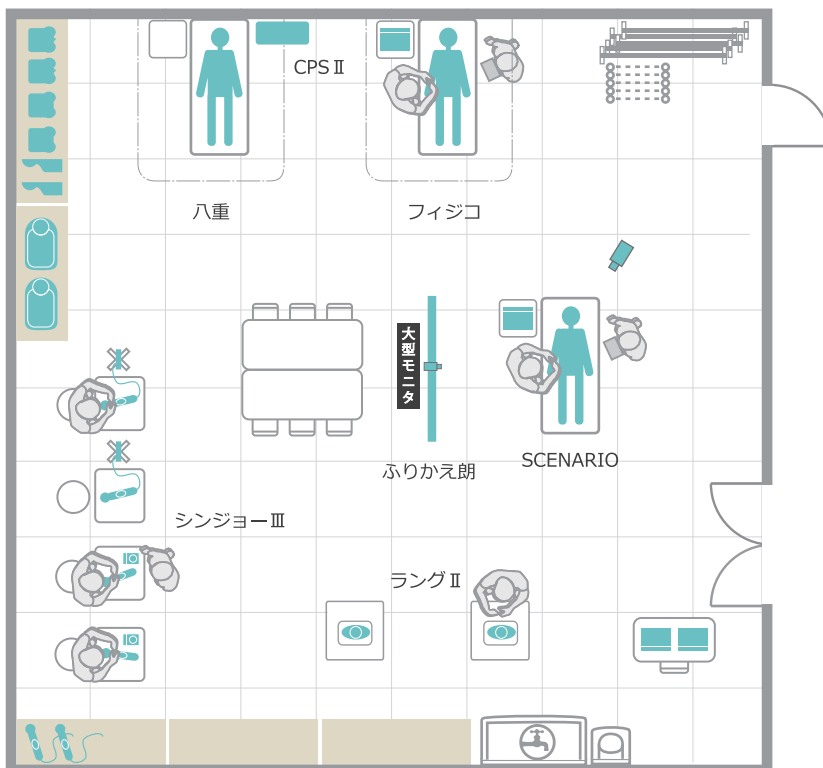 CPSⅡ
八重
フィジコ
大型モニタ
ふりかえ朗
SCENARIO
シンジョーⅢ
ラングⅡ